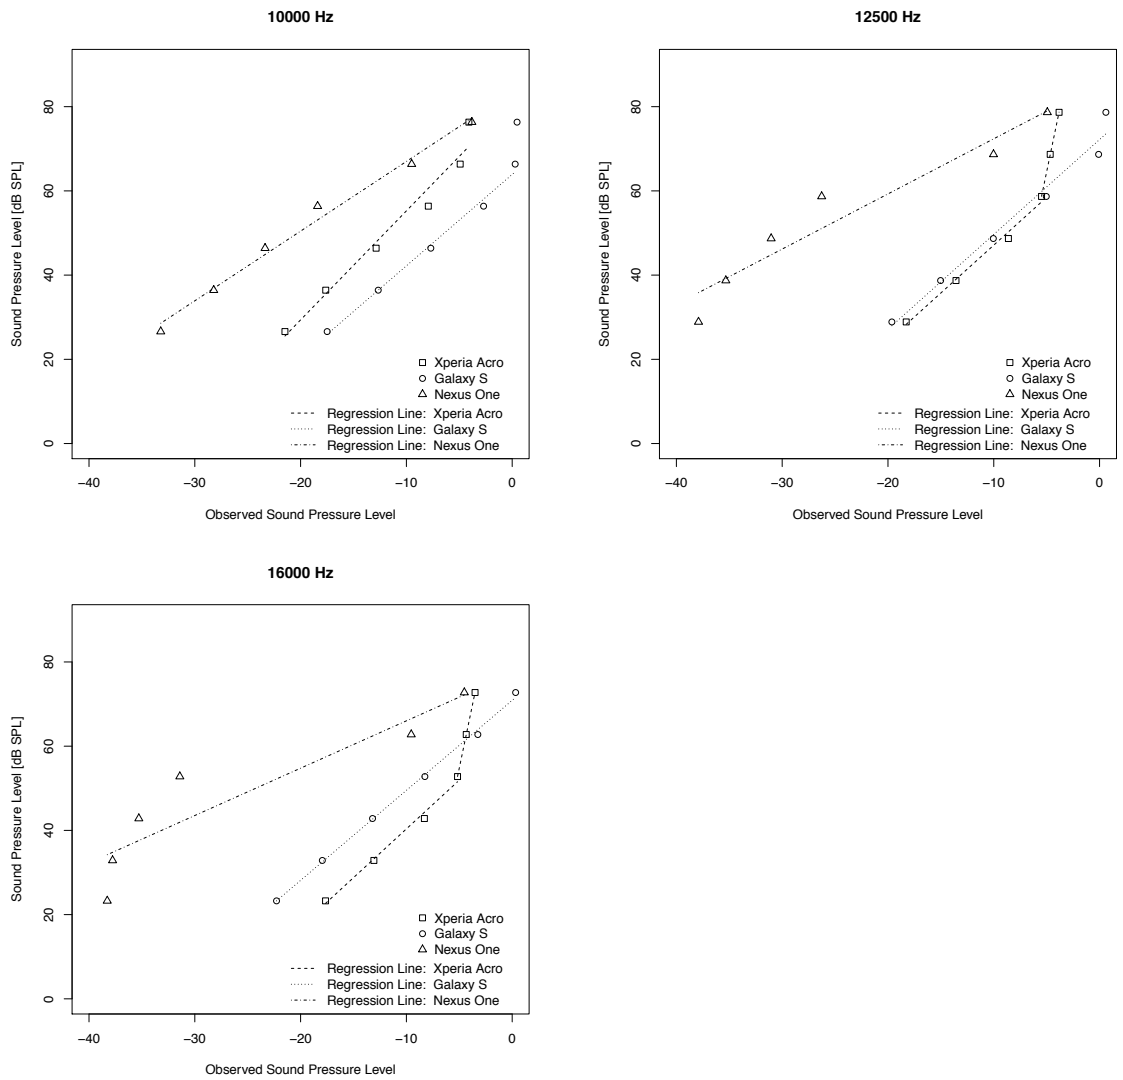 10000 Hz
Sound Pressure Level [dB SPL]
80
60
40
20
0
Xperia Acro
Galaxy S
Nexus One
Regression Line: Xperia Acro
Regression Line: Galaxy S
Regression Line: Nexus One
−40 −30 −20 −10 0
Observed Sound Pressure Level
12500 Hz
Sound Pressure Level [dB SPL]
80
60
40
20
0
Xperia Acro
Galaxy S
Nexus One
Regression Line: Xperia Acro
Regression Line: Galaxy S
Regression Line: Nexus One
−40 −30 −20 −10 0
Observed Sound Pressure Level
16000 Hz
Sound Pressure Level [dB SPL]
80
60
40
20
0
Xperia Acro
Galaxy S
Nexus One
Regression Line: Xperia Acro
Regression Line: Galaxy S
Regression Line: Nexus One
−40 −30 −20 −10 0
Observed Sound Pressure Level